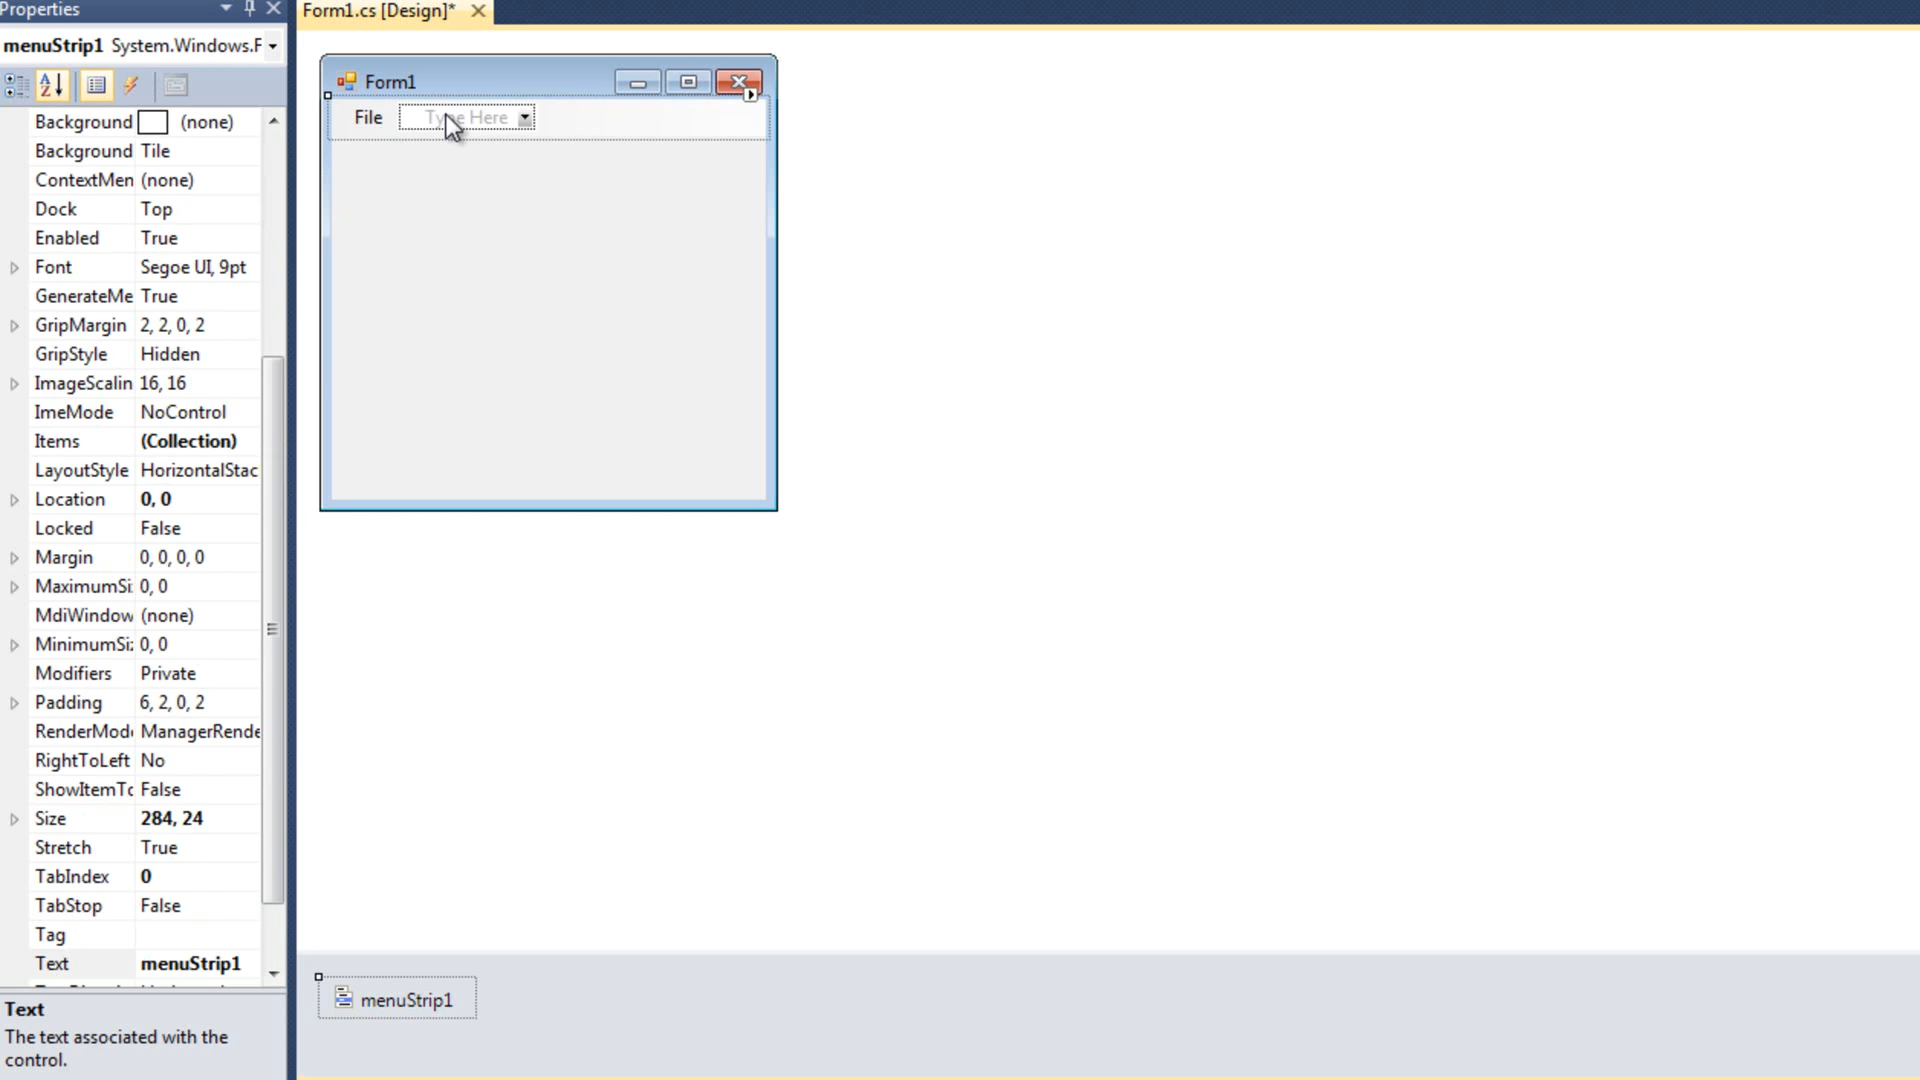 Properties
menuStrip1 System.Windows.F
Background (none)
Background Tile
ContextMen (none)
Dock Top
Enabled True
Font Segoe UI, 9pt
GenerateMe True
GripMargin 2, 2, 0, 2
GripStyle Hidden
ImageScalin 16, 16
ImeMode NoControl
Items (Collection)
LayoutStyle HorizontalStac
Location 0, 0
Locked False
Margin 0, 0, 0, 0
MaximumSi: 0, 0
MdiWindow (none)
MinimumSi: 0, 0
Modifiers Private
Padding 6, 2, 0, 2
RenderMod ManagerRende
RightToLeft No
ShowItemTo False
Size 284, 24
Stretch True
TabIndex 0
TabStop False
Tag
Text menuStrip1
Text
The text associated with the
control.
Form1.cs [Design]*
Form1
File Type Here
menuStrip1